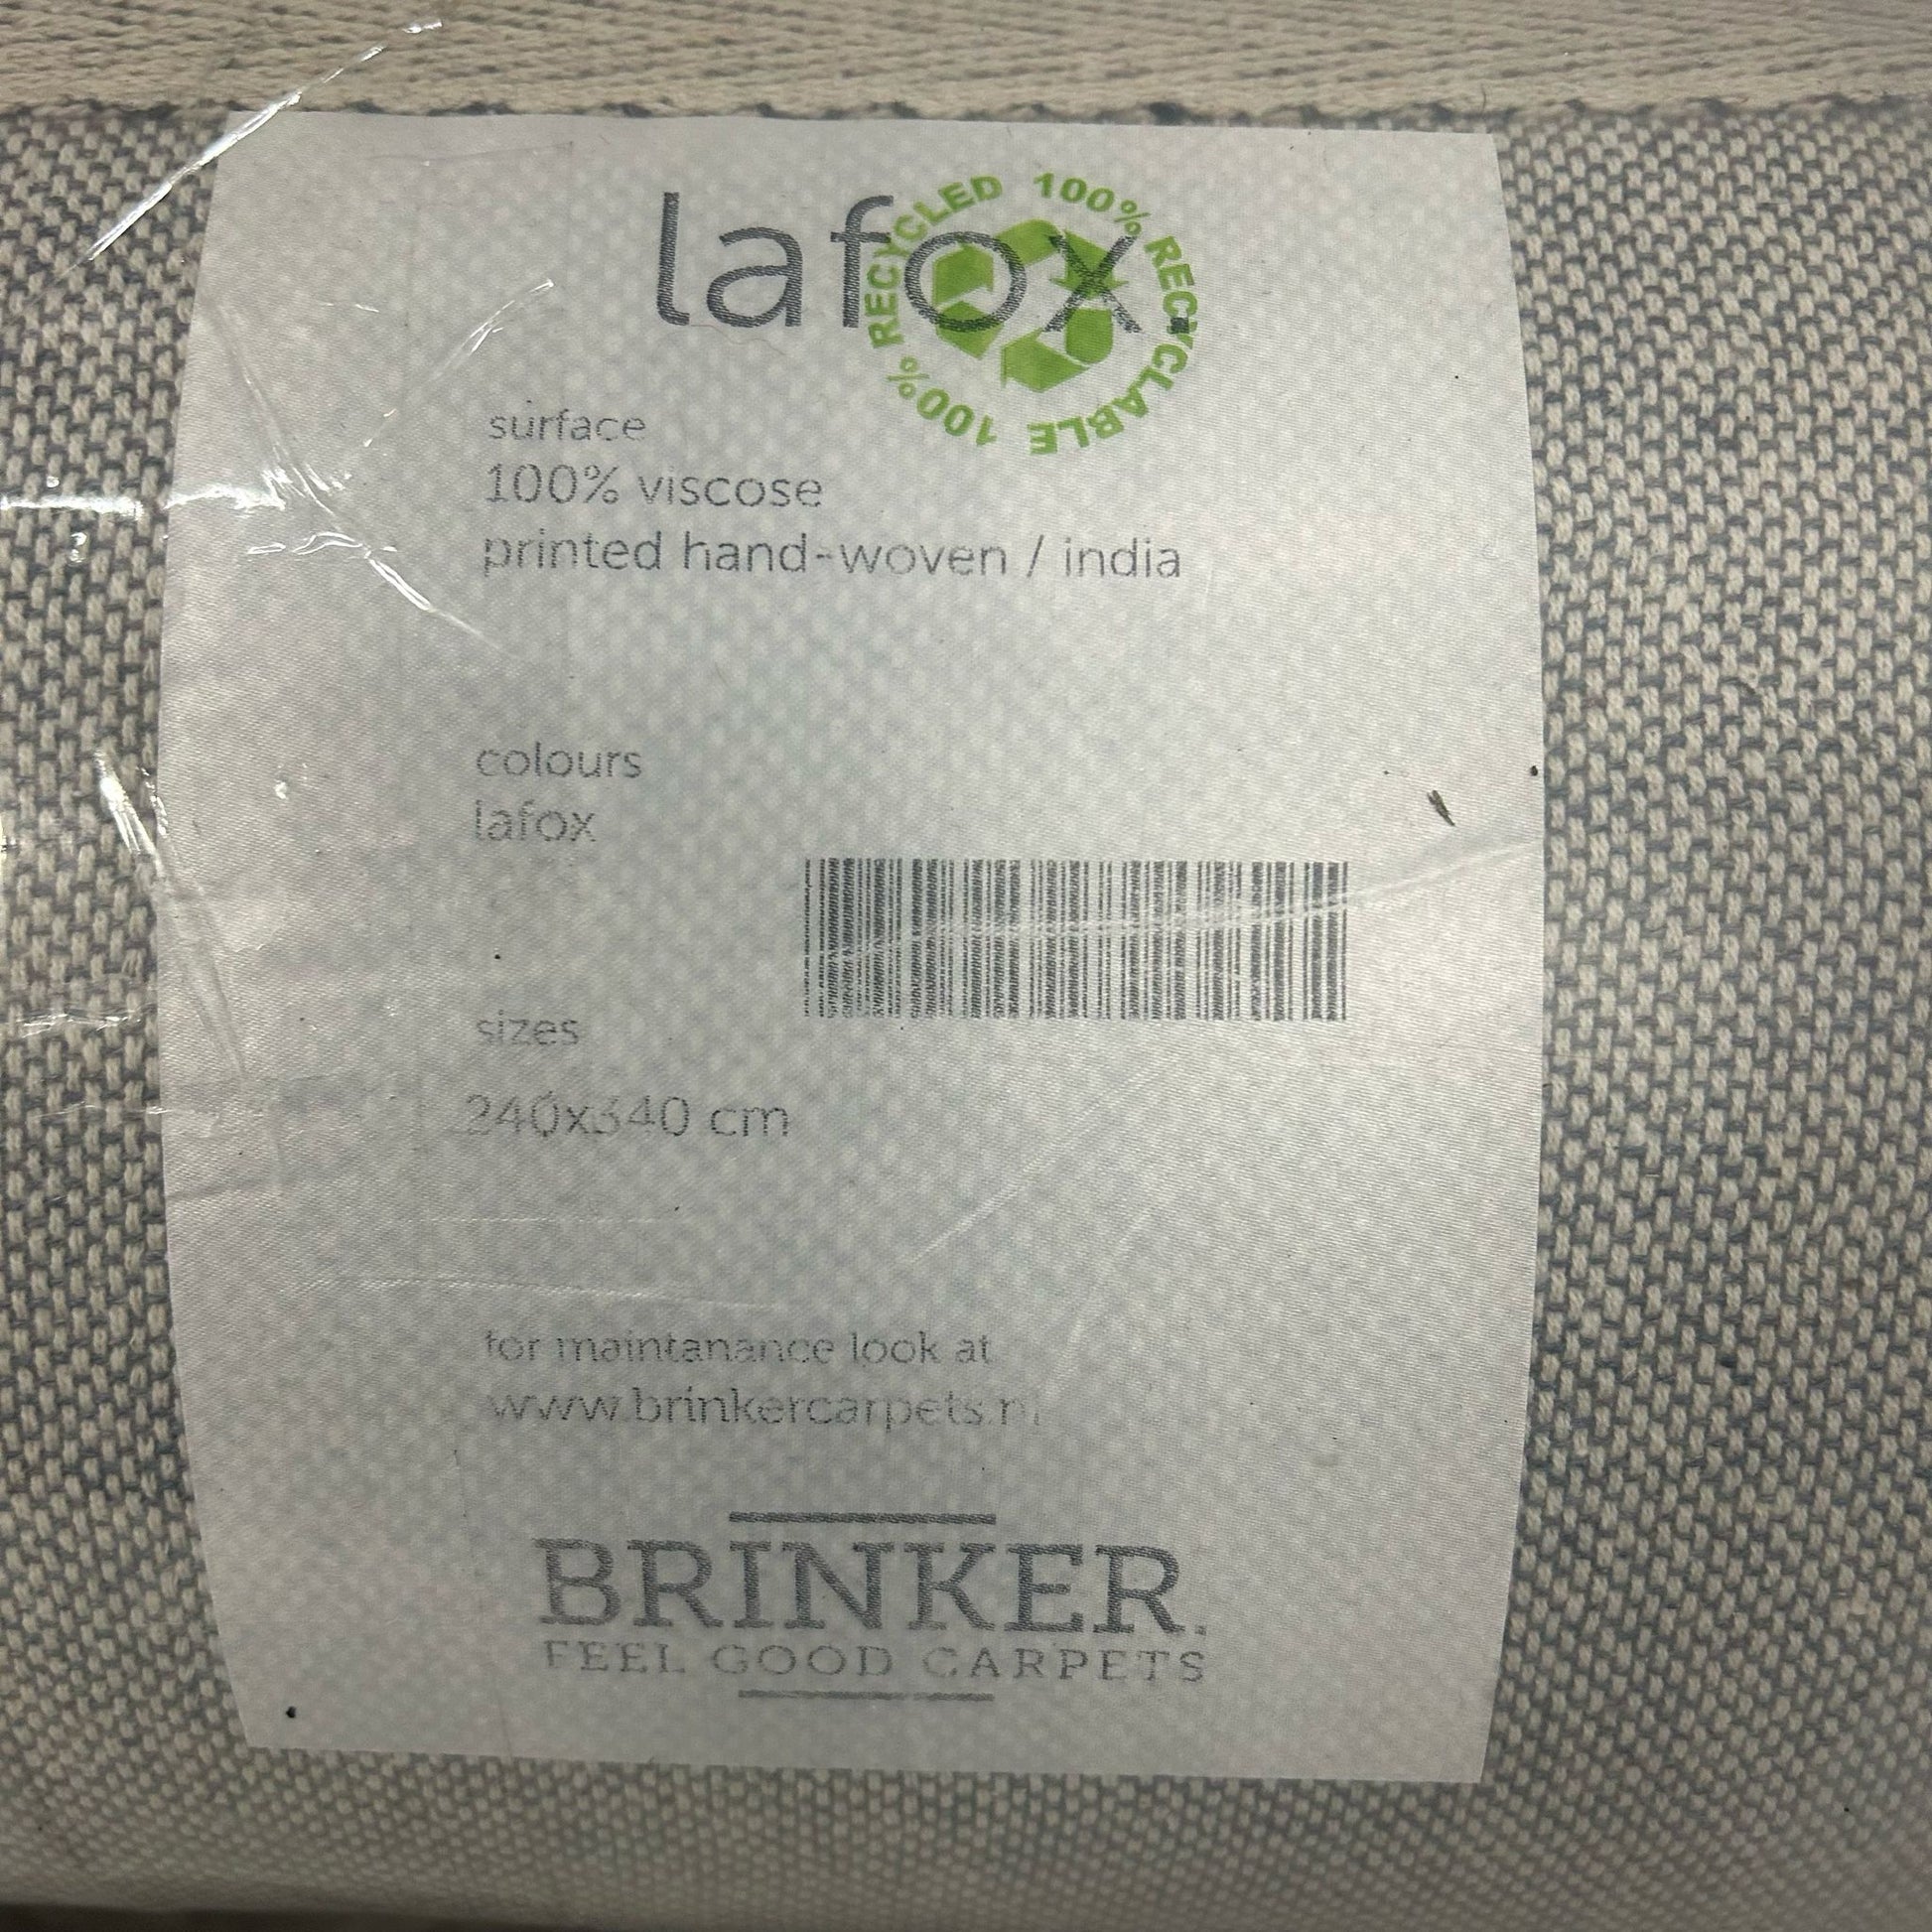 lafox.
100% RECYCLED 100% RECYCLABLE
surface
100% viscose
printed hand-woven / india
colours
lafox
sizes
240x340 cm
for maintanance look at
www.brinkercarpets.nl
BRINKER.
FEEL GOOD CARPETS